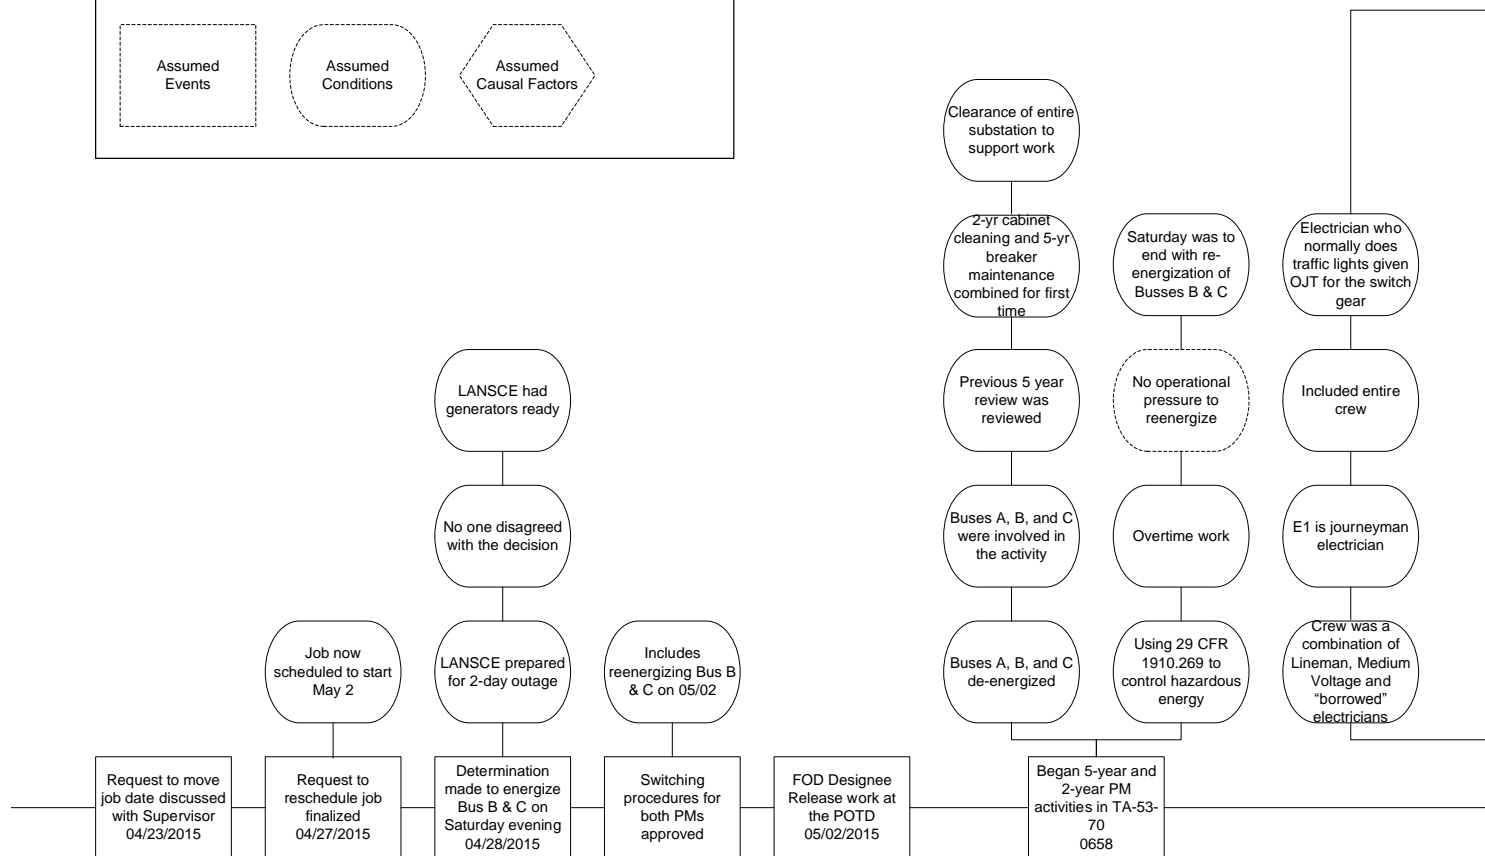 Assumed
Events
Assumed
Conditions
Assumed
Causal Factors
Clearance of entire
substation to
support work
2-yr cabinet
cleaning and 5-yr
breaker
maintenance
combined for first
time
Saturday was to
end with re-
energization of
Busses B & C
Electrician who
normally does
traffic lights given
OJT for the switch
gear
LANSCE had
generators ready
Previous 5 year
review was
reviewed
No operational
pressure to
reenergize
Included entire
crew
No one disagreed
with the decision
Buses A, B, and C
were involved in
the activity
Overtime work
E1 is journeyman
electrician
Job now
scheduled to start
May 2
LANSCE prepared
for 2-day outage
Includes
reenergizing Bus B
& C on 05/02
Buses A, B, and C
de-energized
Using 29 CFR
1910.269 to
control hazardous
energy
Crew was a
combination of
Lineman, Medium
Voltage and
“borrowed”
electricians
Request to move
job date discussed
with Supervisor
04/23/2015
Request to
reschedule job
finalized
04/27/2015
Determination
made to energize
Bus B & C on
Saturday evening
04/28/2015
Switching
procedures for
both PMs
approved
FOD Designee
Release work at
the POTD
05/02/2015
Began 5-year and
2-year PM
activities in TA-53-
70
0658